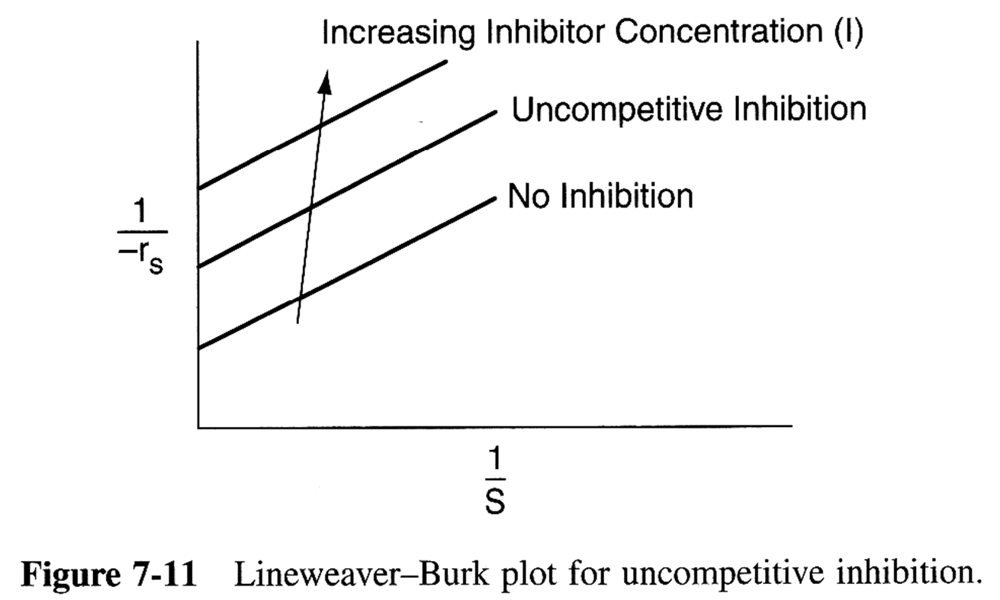 Increasing Inhibitor Concentration (I)
Uncompetitive Inhibition
No Inhibition
1
–r_s
1
S
Figure 7-11 Lineweaver–Burk plot for uncompetitive inhibition.